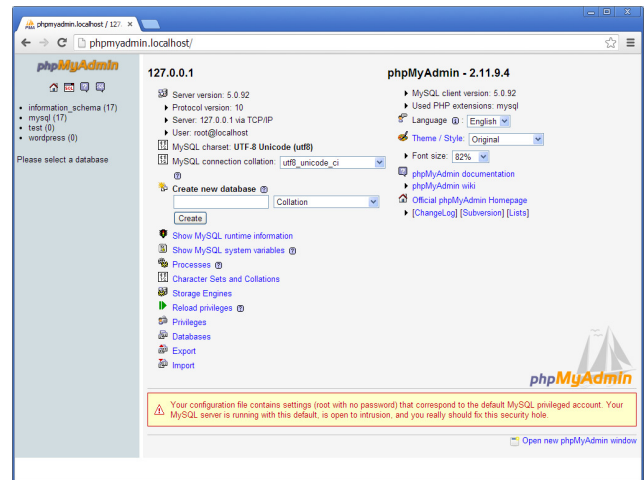 phpmyadmin.localhost / 127.
phpmyadmin.localhost/
phpMyAdmin
information_schema (17)
mysql (17)
test (0)
wordpress (0)
Please select a database
127.0.0.1
Server version: 5.0.92
Protocol version: 10
Server: 127.0.0.1 via TCP/IP
User: root@localhost
MySQL charset: UTF-8 Unicode (utf8)
MySQL connection collation: utf8_unicode_ci
Create new database
Collation
Create
Show MySQL runtime information
Show MySQL system variables
Processes
Character Sets and Collations
Storage Engines
Reload privileges
Privileges
Databases
Export
Import
phpMyAdmin - 2.11.9.4
MySQL client version: 5.0.92
Used PHP extensions: mysql
Language : English
Theme / Style: Original
Font size: 82%
phpMyAdmin documentation
phpMyAdmin wiki
Official phpMyAdmin Homepage
[ChangeLog] [Subversion] [Lists]
phpMyAdmin
Your configuration file contains settings (root with no password) that correspond to the default MySQL privileged account. Your
MySQL server is running with this default, is open to intrusion, and you really should fix this security hole.
Open new phpMyAdmin window